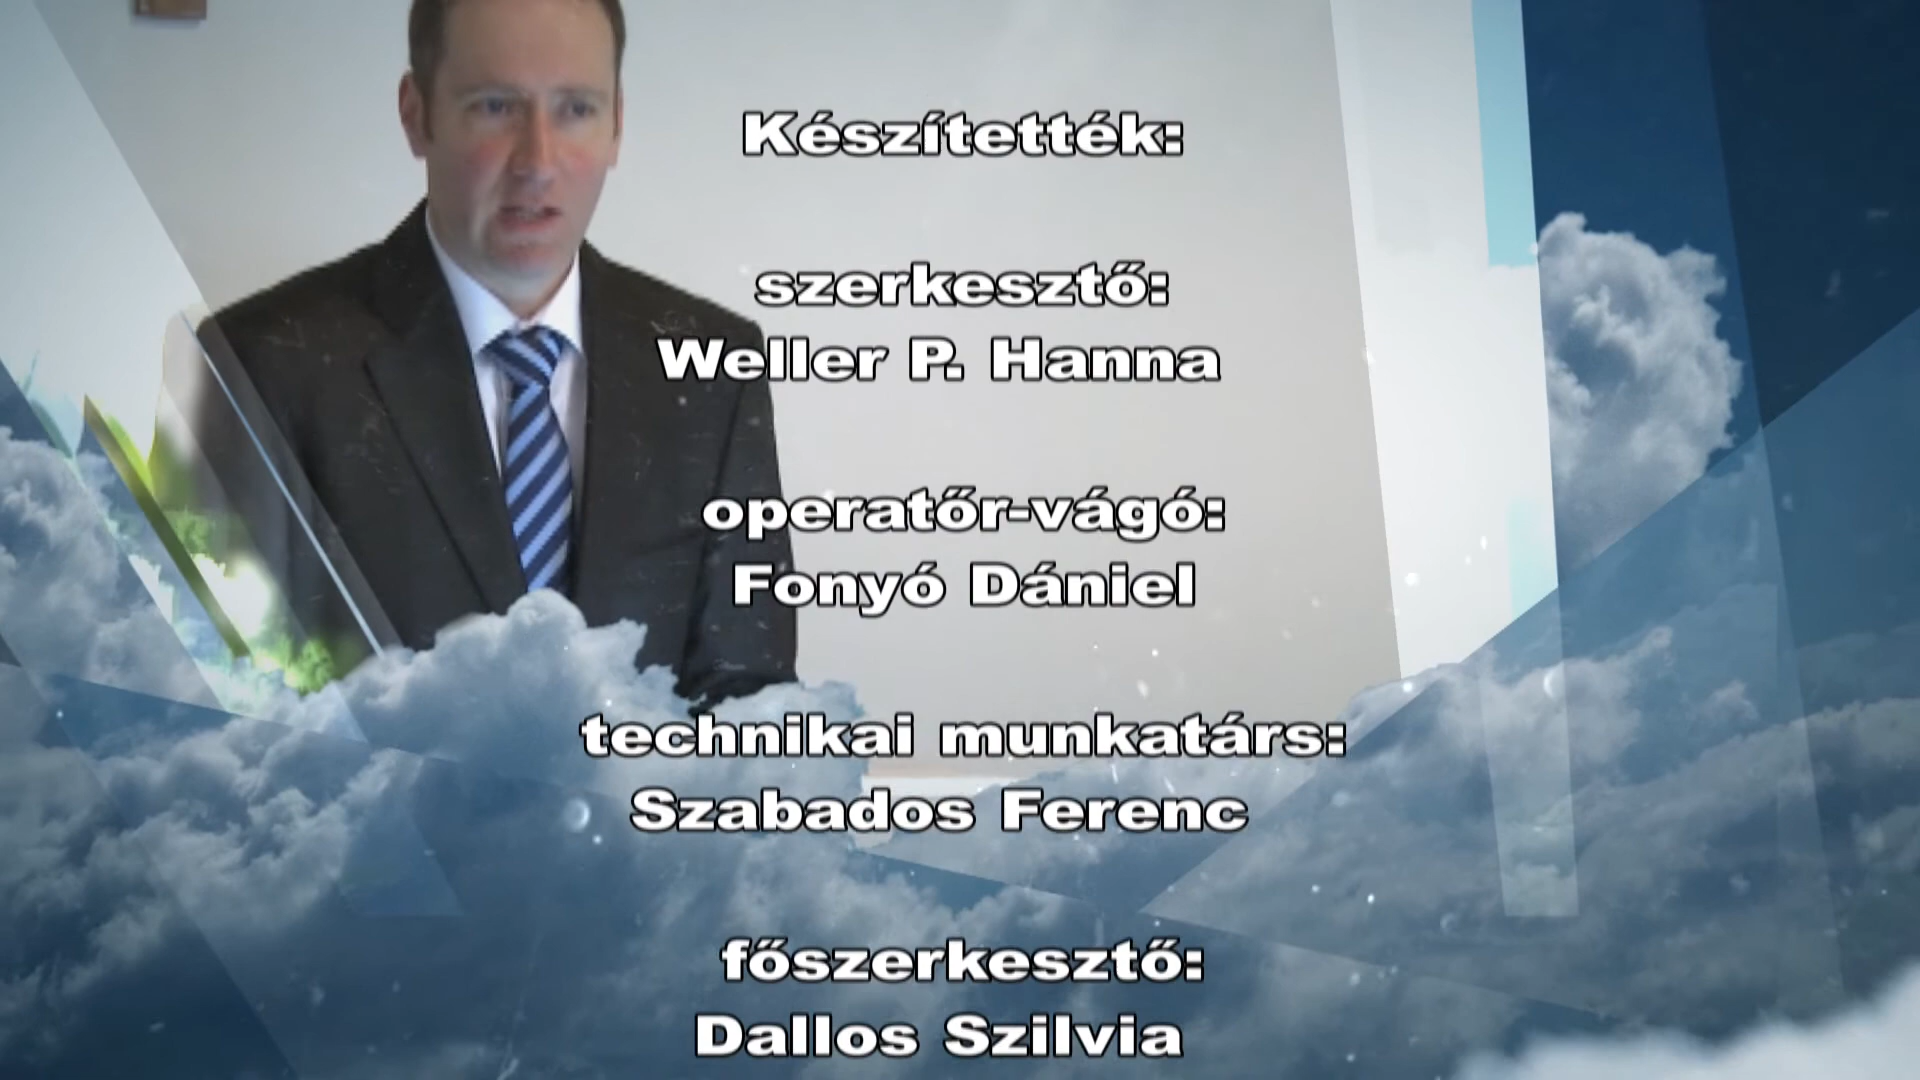 Készítették:
szerkesztő:
Weller P. Hanna
operatőr-vágó:
Fonyó Dániel
technikai munkatárs:
Szabados Ferenc
főszerkesztő:
Dallos Szilvia